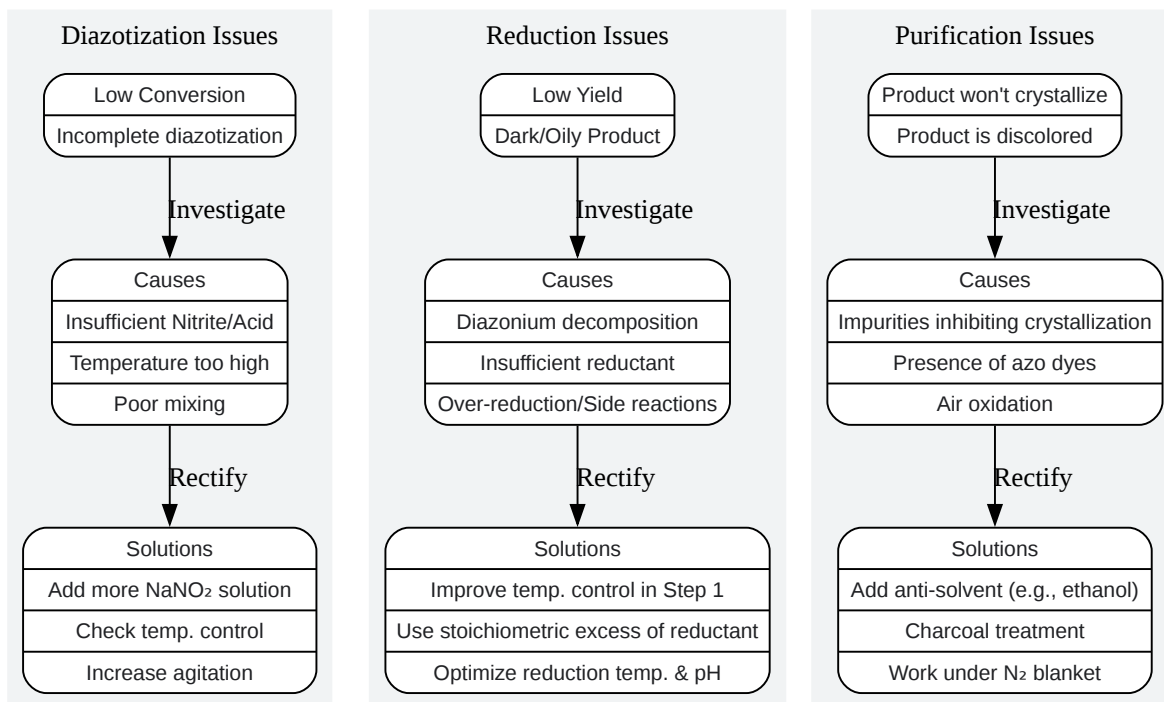 Diazotization Issues
Low Conversion
Incomplete diazotization
Investigate
Causes
Insufficient Nitrite/Acid
Temperature too high
Poor mixing
Rectify
Solutions
Add more NaNO₂ solution
Check temp. control
Increase agitation
Reduction Issues
Low Yield
Dark/Oily Product
Investigate
Causes
Diazonium decomposition
Insufficient reductant
Over-reduction/Side reactions
Rectify
Solutions
Improve temp. control in Step 1
Use stoichiometric excess of reductant
Optimize reduction temp. & pH
Purification Issues
Product won't crystallize
Product is discolored
Investigate
Causes
Impurities inhibiting crystallization
Presence of azo dyes
Air oxidation
Rectify
Solutions
Add anti-solvent (e.g., ethanol)
Charcoal treatment
Work under N₂ blanket